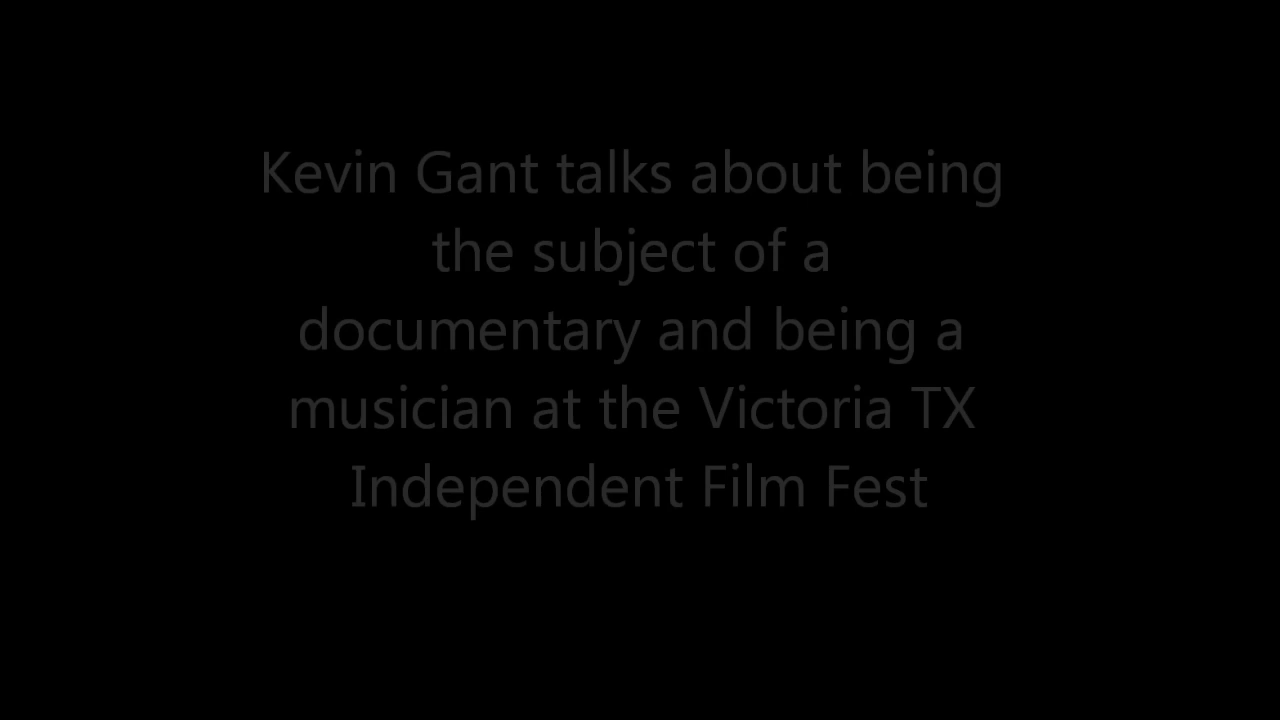 Kevin Gant talks about being
the subject of a
documentary and being a
musician at the Victoria TX
Independent Film Fest